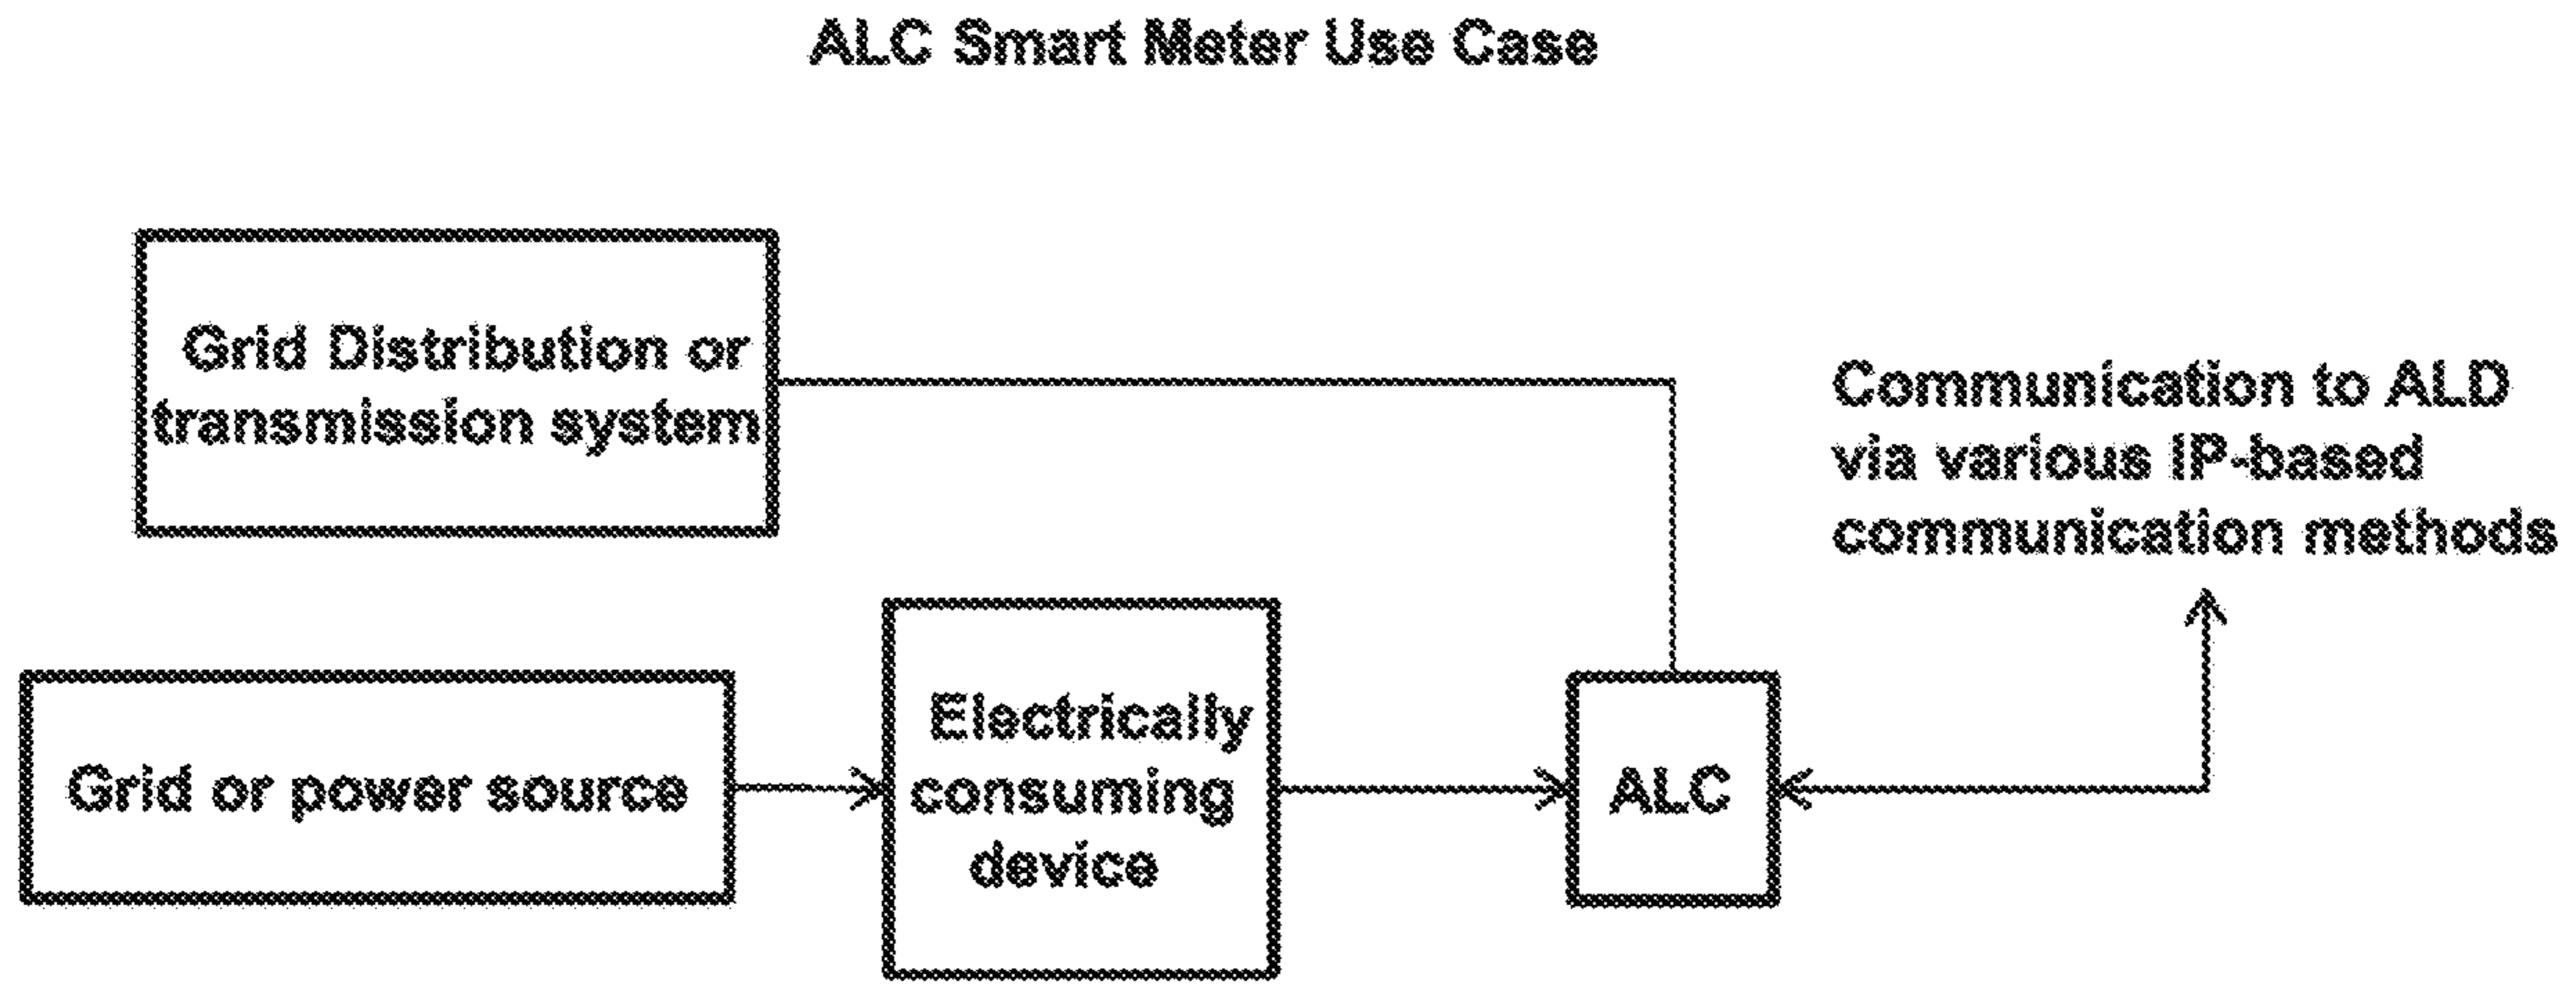 ALC Smart Meter Use Case
Grid Distribution or
transmission system
Communication to ALD
via various IP-based
communication methods
Grid or power source
Electrically
consuming
device
ALC